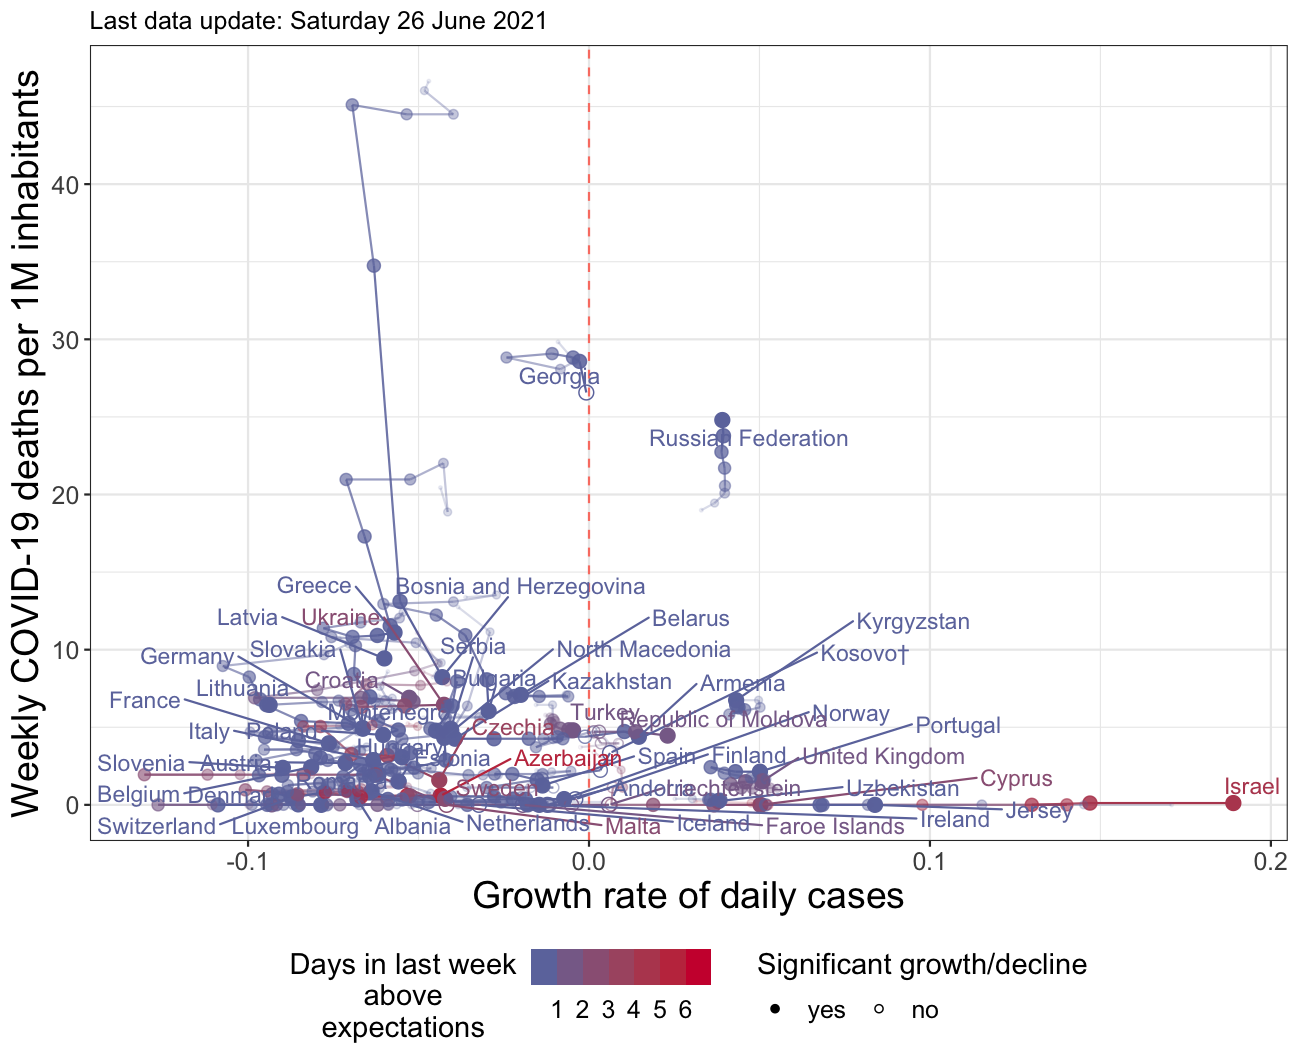 Last data update: Saturday 26 June 2021
Weekly COVID-19 deaths per 1M inhabitants
40
30
20
10
0
Georgia
Russian Federation
Greece
Bosnia and Herzegovina
Latvia
Ukraine
Belarus
Kyrgyzstan
Germany
Slovakia
Serbia
North Macedonia
Kosovo†
Lithuania
Croatia
Bulgaria
Kazakhstan
Armenia
France
Montenegro
Turkey
Republic of Moldova
Norway
Italy
Poland
Czechia
Portugal
Hungary
Slovenia
Austria
Estonia
Azerbaijan
Spain
Finland
United Kingdom
Belgium
Denmark
Sweden
Andorra
Liechtenstein
Uzbekistan
Cyprus
Israel
Switzerland
Luxembourg
Albania
Netherlands
Malta
Iceland
Faroe Islands
Ireland
Jersey
-0.1
0.0
0.1
0.2
Growth rate of daily cases
Days in last week
above
expectations
1 2 3 4 5 6
Significant growth/decline
yes
no